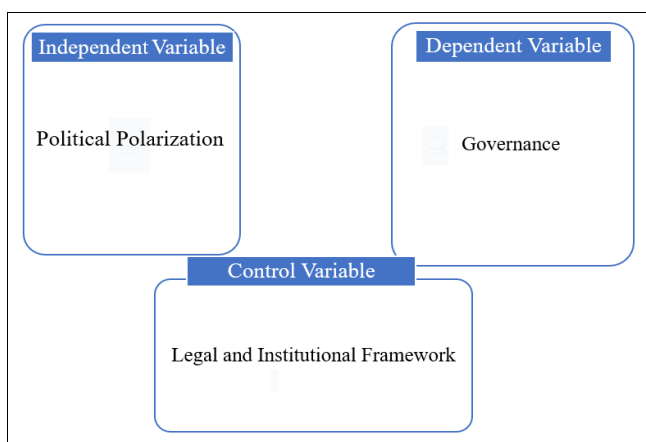 Independent Variable
Political Polarization
Dependent Variable
Governance
Control Variable
Legal and Institutional Framework